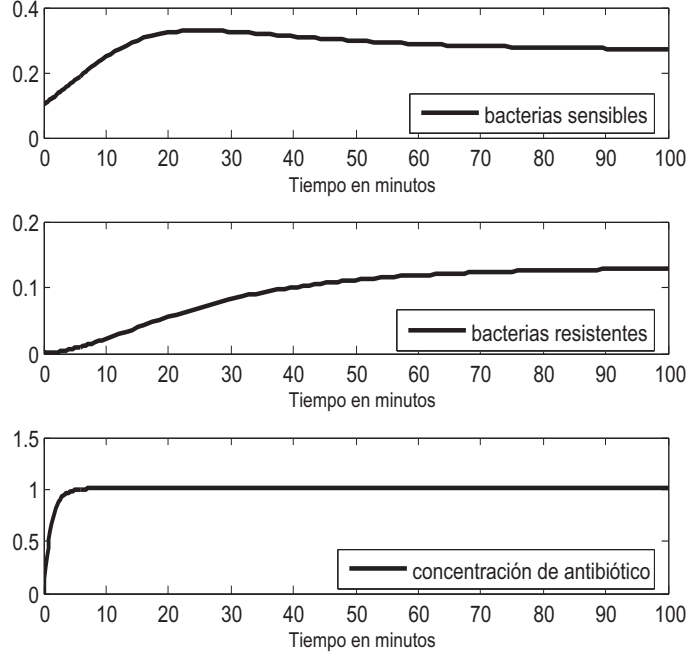 0.4
0.2
0
0 10 20 30 40 50 60 70 80 90 100
bacterias sensibles
Tiempo en minutos
0.2
0.1
0
0 10 20 30 40 50 60 70 80 90 100
bacterias resistentes
Tiempo en minutos
1.5
1
0.5
0
0 10 20 30 40 50 60 70 80 90 100
concentración de antibiótico
Tiempo en minutos